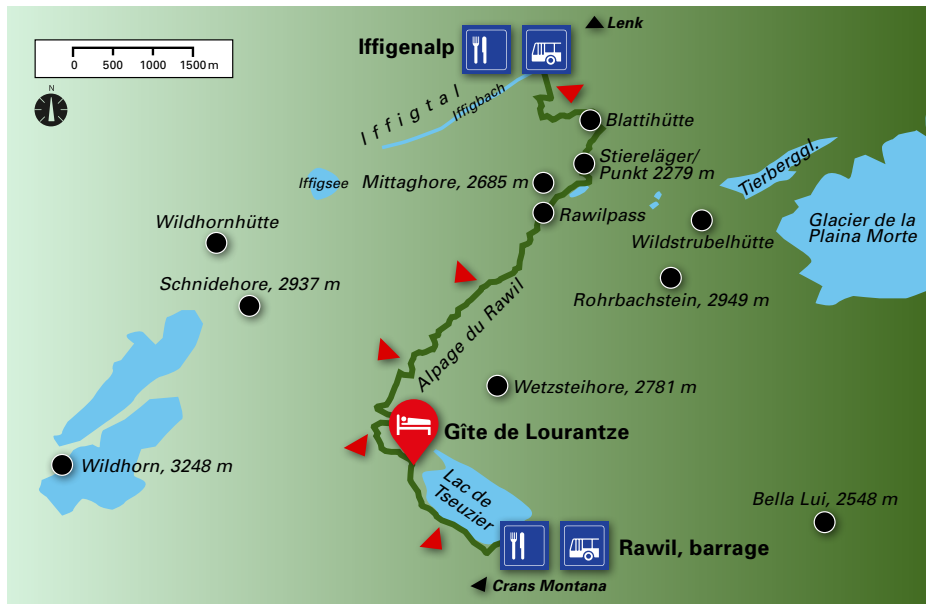 Iffigenalp
Lenk
0 500 1000 1500 m
N
Iffigtal
Iffigbach
Blattihütte
Stiereläger/
Punkt 2279 m
Tierberggl.
Iffigsee
Mittaghore, 2685 m
Rawilpass
Glacier de la
Plaina Morte
Wildhornhütte
Wildstrubelhütte
Schnidehore, 2937 m
Rohrbachstein, 2949 m
Alpage du Rawil
Wetzsteihore, 2781 m
Gîte de Lourantze
Wildhorn, 3248 m
Lac de
Tseuzier
Bella Lui, 2548 m
Rawil, barrage
Crans Montana